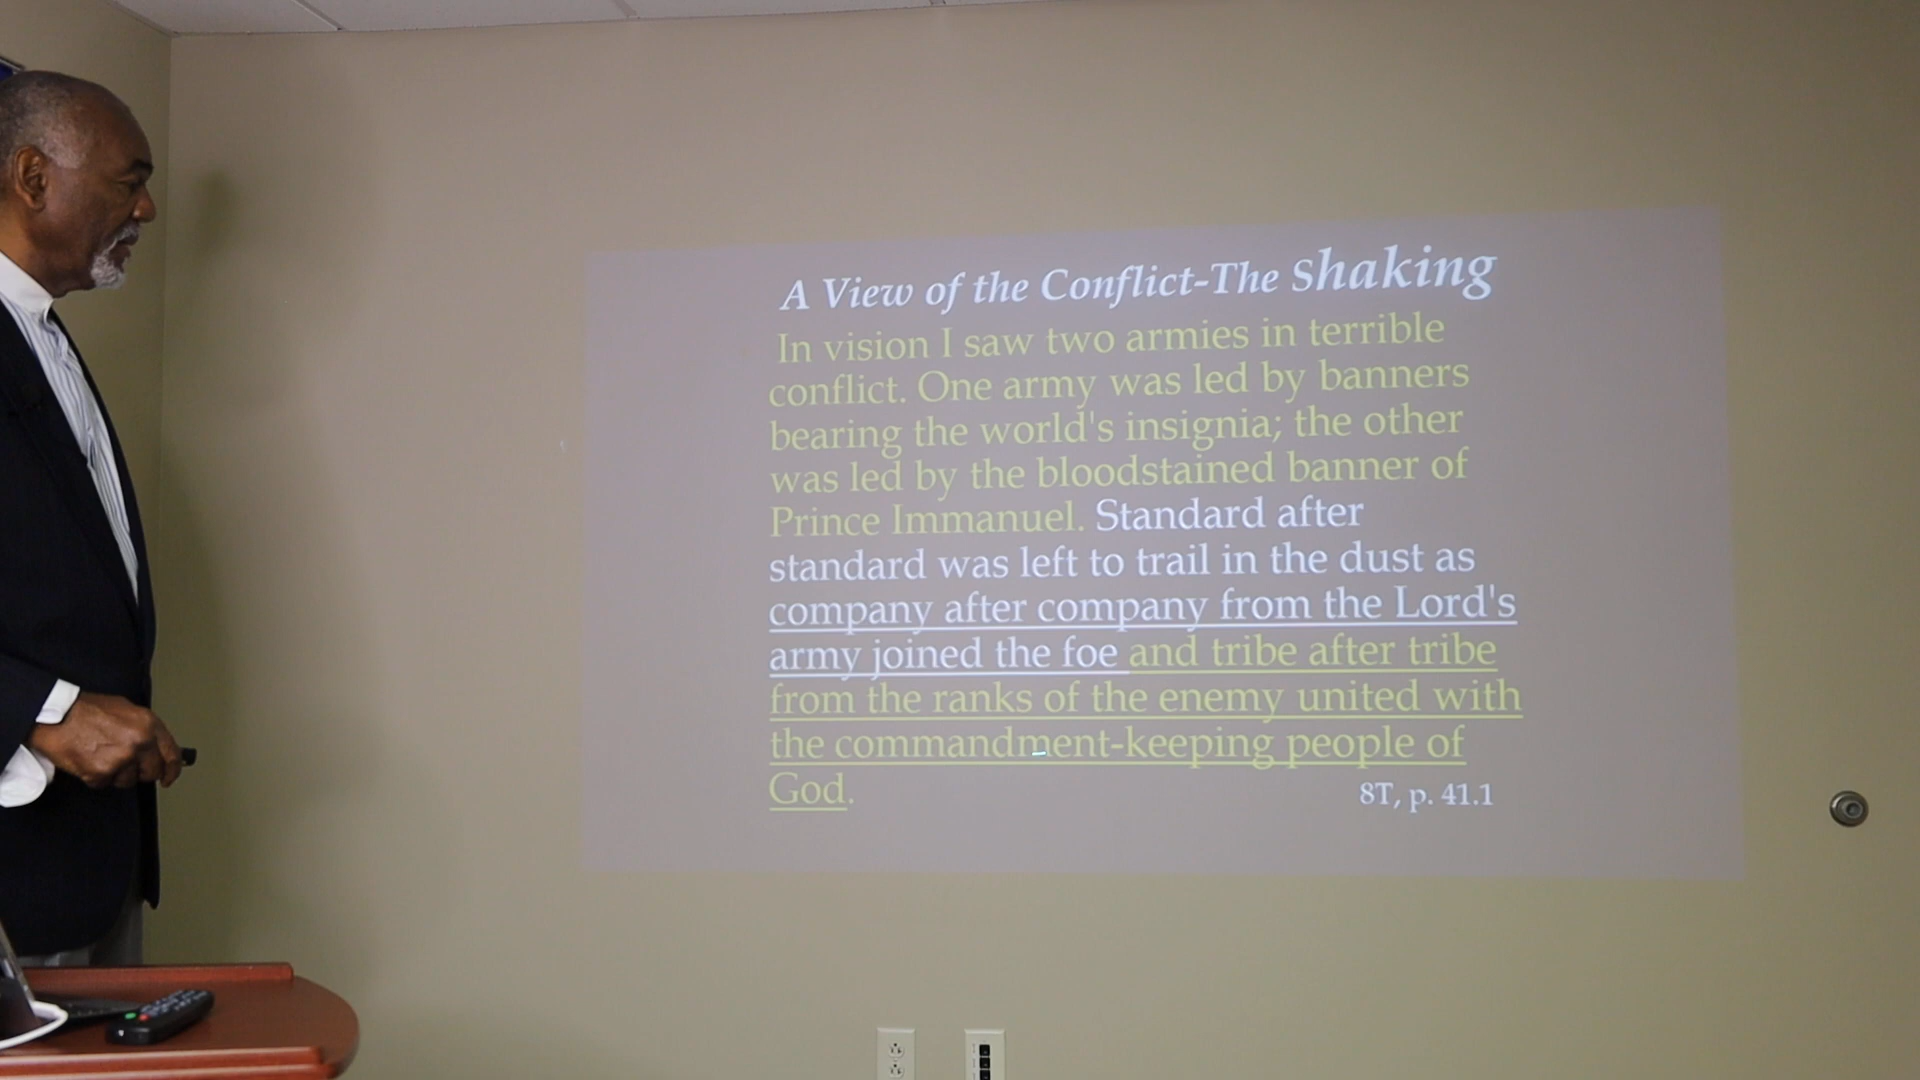 A View of the Conflict-The Shaking
In vision I saw two armies in terrible
conflict. One army was led by banners
bearing the world's insignia; the other
was led by the bloodstained banner of
Prince Immanuel. Standard after
standard was left to trail in the dust as
company after company from the Lord's
army joined the foe and tribe after tribe
from the ranks of the enemy united with
the commandment-keeping people of
God.
8T, p. 41.1